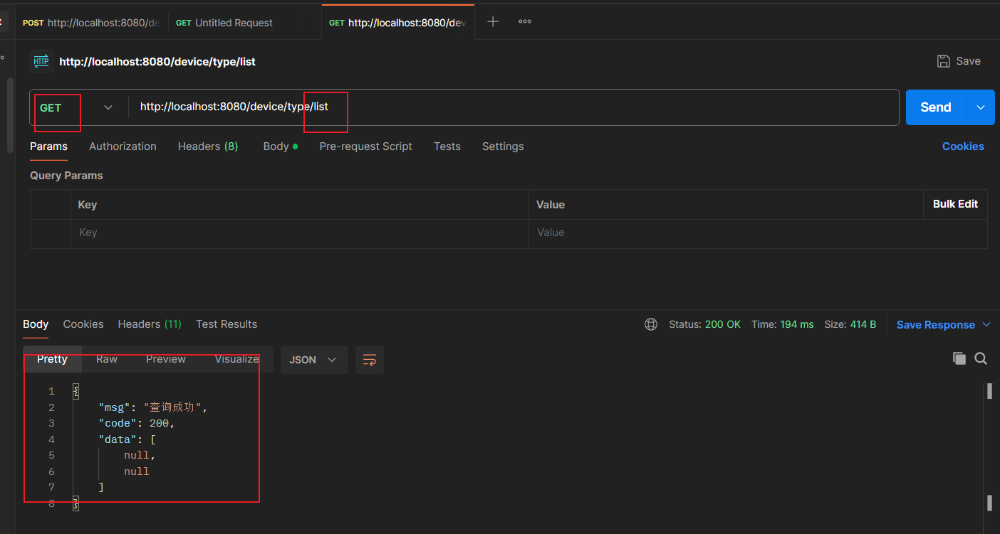 POST http://localhost:8080/de GET Untitled Request GET http://localhost:8080/dev
HTTP http://localhost:8080/device/type/list Save
GET http://localhost:8080/device/type/list Send
Params Authorization Headers (8) Body Pre-request Script Tests Settings Cookies
Query Params
Key Value Bulk Edit
Key Value
Body Cookies Headers (11) Test Results Status: 200 OK Time: 194 ms Size: 414 B Save Response
Pretty Raw Preview Visualize JSON
1 {
2 "msg": "查询成功",
3 "code": 200,
4 "data": [
5 null,
6 null
7 ]
8 }